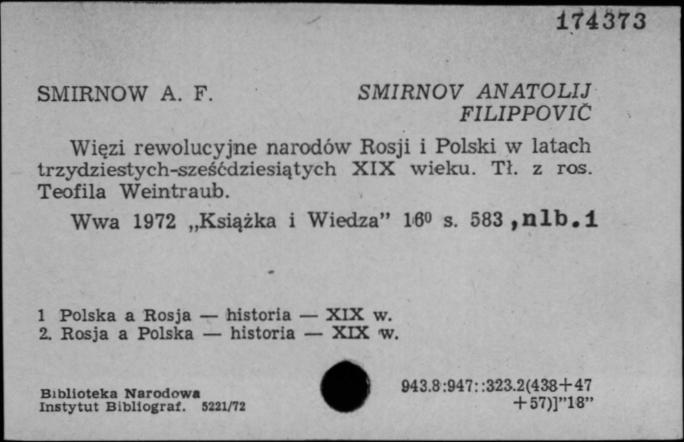 174373
SMIRNOW A. F. SMIRNOV ANATOLIJ
FILIPPOVIČ
Więzi rewolucyjne narodów Rosji i Polski w latach
trzydziestych-sześćdziesiątych XIX wieku. Tł. z ros.
Teofila Weintraub.
Wwa 1972 „Książka i Wiedza” 16⁰ s. 583 , nlb. 1
1 Polska a Rosja — historia — XIX w.
2. Rosja a Polska — historia — XIX w.
Biblioteka Narodowa 943.8:947::323.2(438+47
Instytut Bibliograf. 5221/72 +57)]”18”